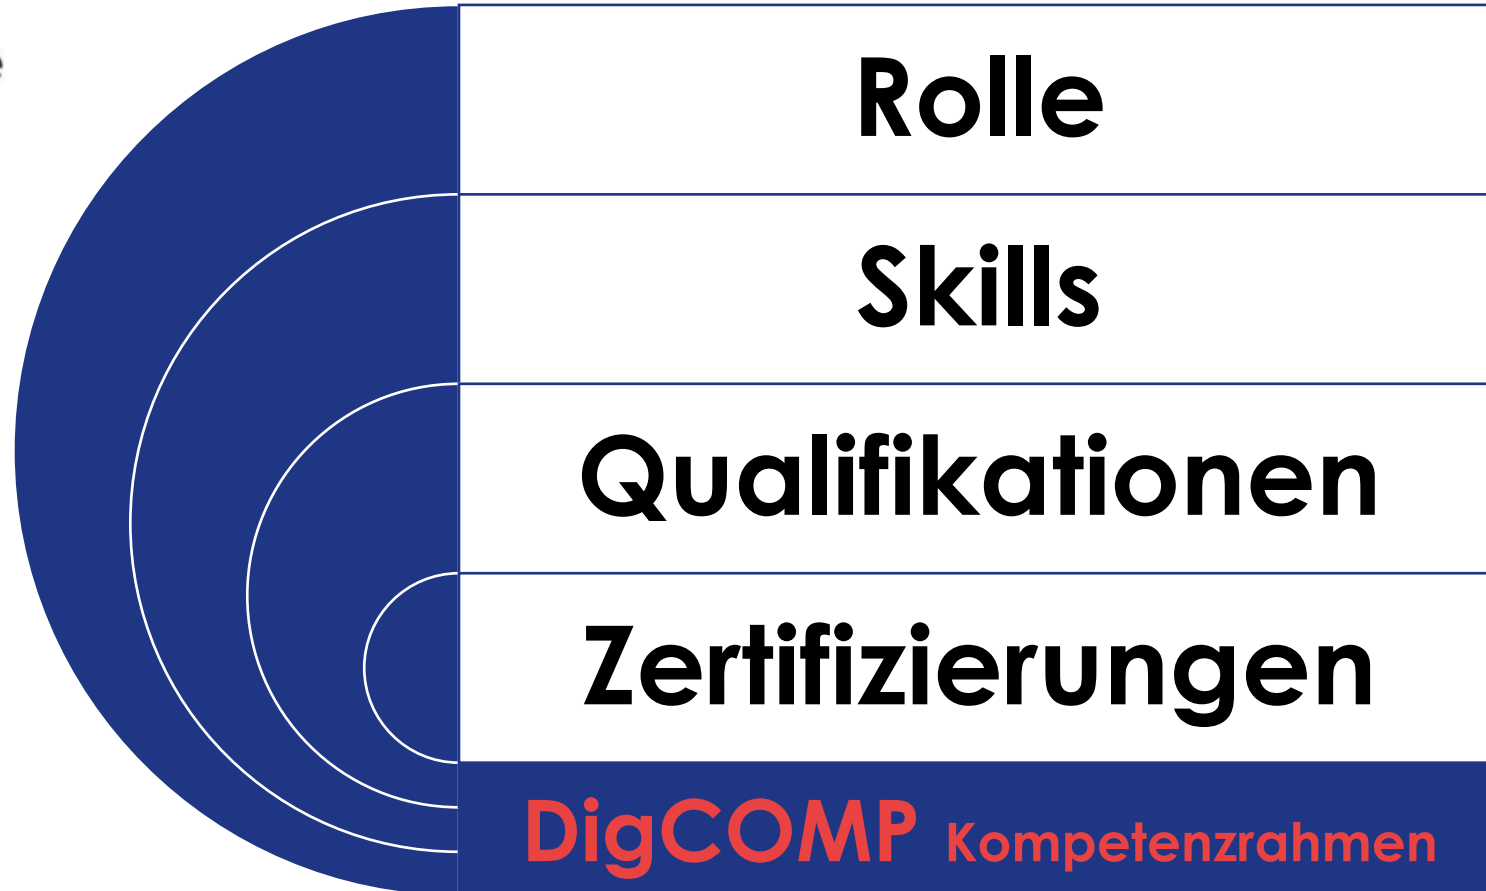 Rolle
Skills
Qualifikationen
Zertifizierungen
DigCOMP Kompetenzrahmen